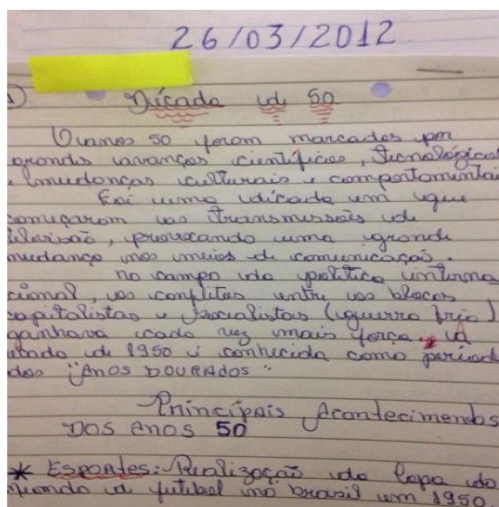 26/03/2012
Década de 50
Os anos 50 foram marcados por
grandes avanços científicos, tecnológicos
e mudanças culturais e comportamentai
Foi uma década em que
começaram as transmissões de
televisão, provocando uma grande
mudança nos meios de comunicação.
no campo da política interna
cional, os conflitos entre os blocos
capitalistas e socialistas (guerra fria)
ganhava cada vez mais força. A
década de 1950 é conhecida como períod
dos "ANOS DOURADOS"
Principais Acontecimentos
DOS ANOS 50
* ESPORTES: Realização da Copa do
mundo de futebol no brasil em 1950